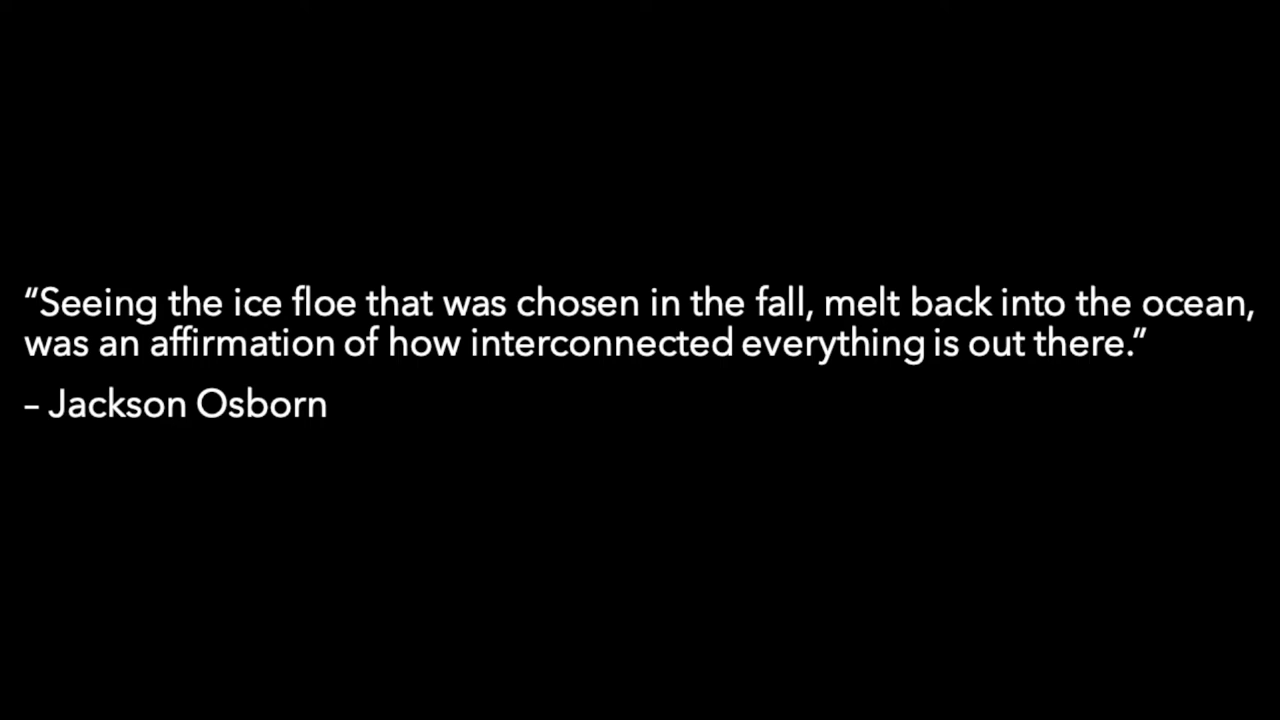 “Seeing the ice floe that was chosen in the fall, melt back into the ocean,
was an affirmation of how interconnected everything is out there.”
– Jackson Osborn